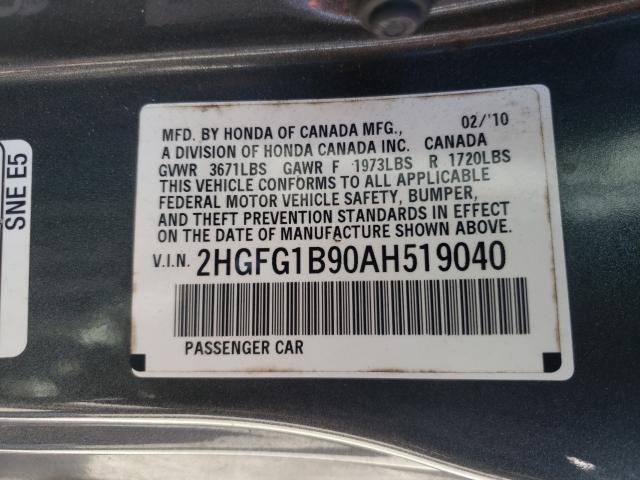 MFD. BY HONDA OF CANADA MFG., 02/'10
A DIVISION OF HONDA CANADA INC. CANADA
GVWR 3671LBS GAWR F 1973LBS R 1720LBS
THIS VEHICLE CONFORMS TO ALL APPLICABLE
FEDERAL MOTOR VEHICLE SAFETY, BUMPER,
AND THEFT PREVENTION STANDARDS IN EFFECT
ON THE DATE OF MANUFACTURE SHOWN ABOVE.
V.I.N. 2HGFG1B90AH519040
PASSENGER CAR
SNE E5